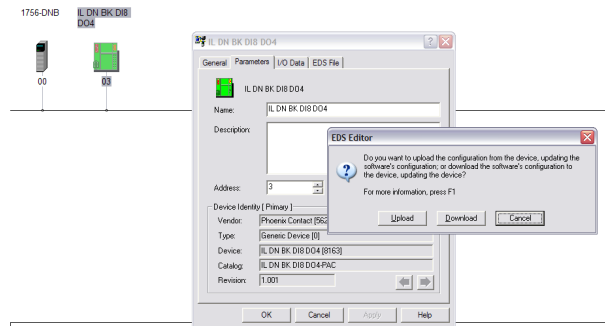 1756-DNB
IL DN BK DI8
DO4
00
03
IL DN BK DI8 DO4
General
Parameters
I/O Data
EDS File
IL DN BK DI8 DO4
Name:
IL DN BK DI8 DO4
Description:
Address:
3
Device Identity [ Primary ]
Vendor:
Phoenix Contact [562
Type:
Generic Device [0]
Device:
IL DN BK DI8 DO4 [8163]
Catalog:
IL DN BK DI8 DO4-PAC
Revision:
1.001
OK
Cancel
Apply
Help
EDS Editor
Do you want to upload the configuration from the device, updating the
software's configuration; or download the software's configuration to
the device, updating the device?
For more information, press F1
Upload
Download
Cancel